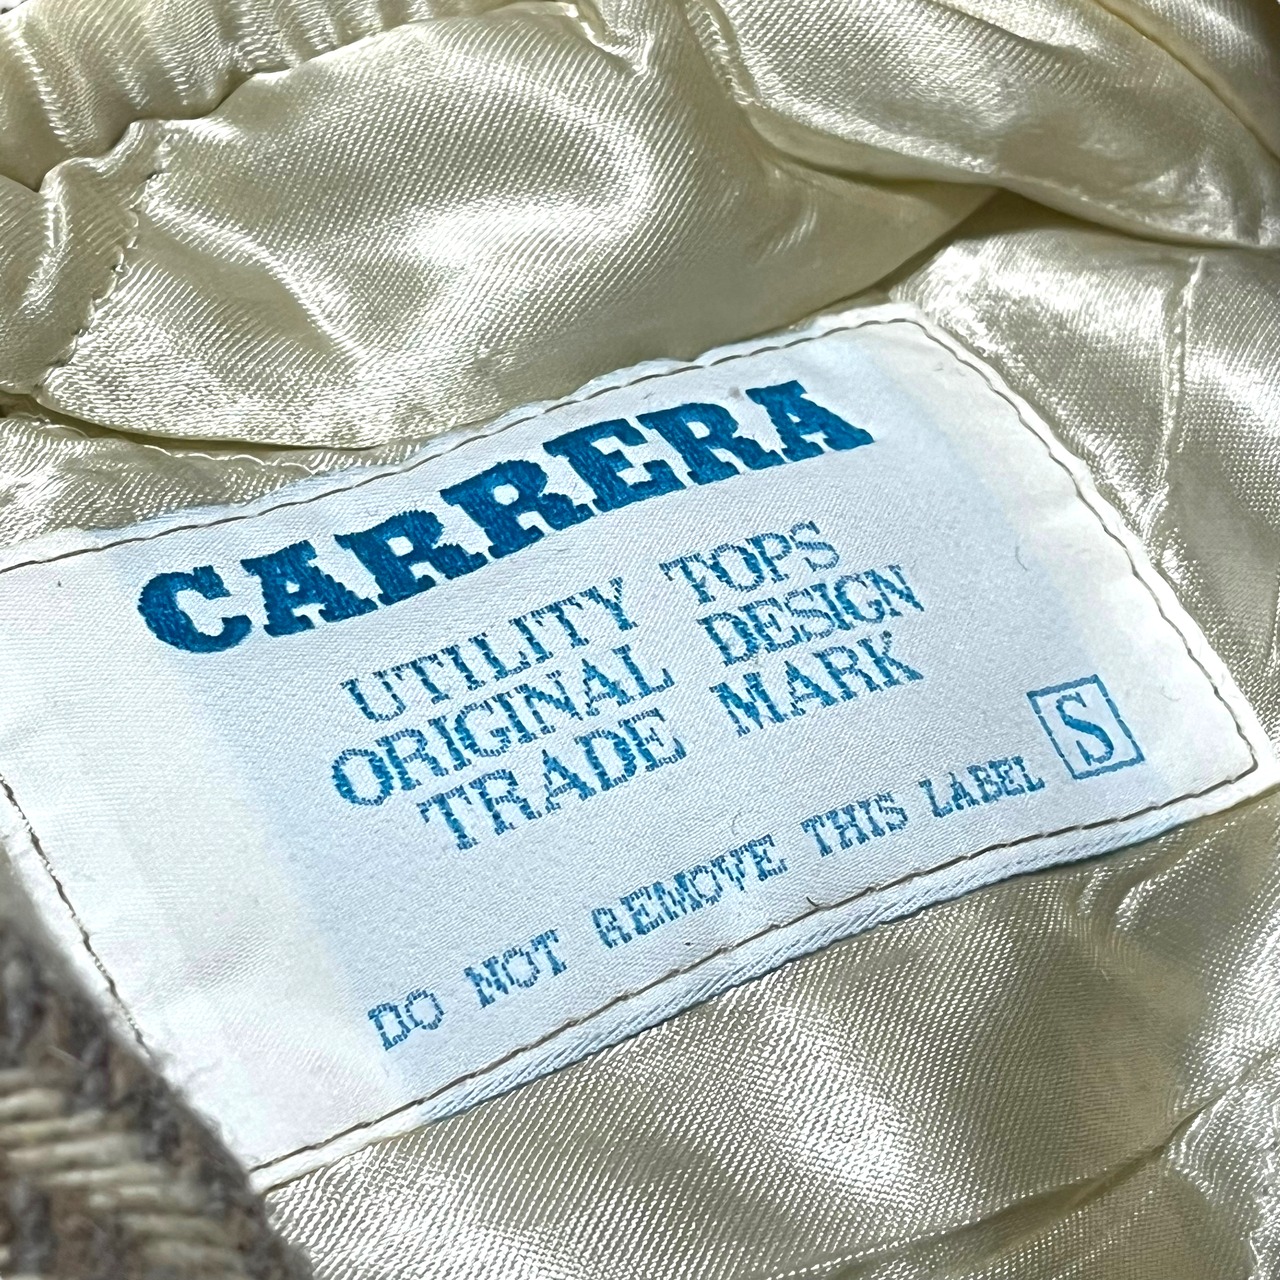 CARRERA
UTILITY TOPS
ORIGINAL DESIGN
TRADE MARK
DO NOT REMOVE THIS LABEL S